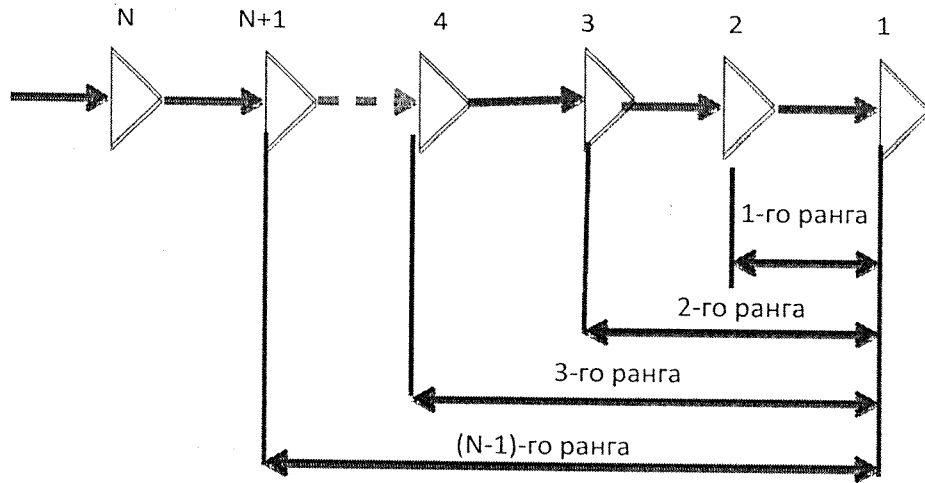 N N+1 4 3 2 1
1-го ранга
2-го ранга
3-го ранга
(N-1)-го ранга